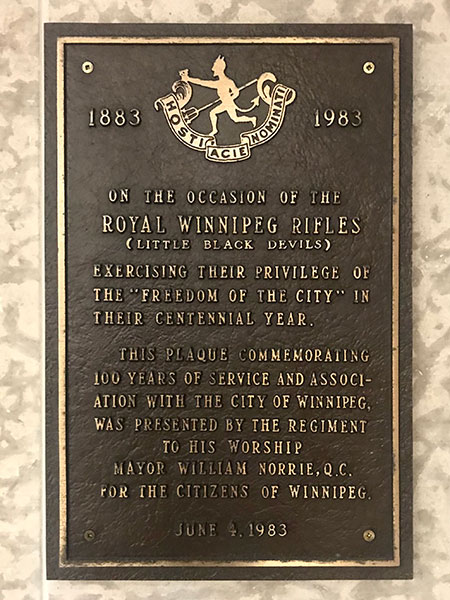 1883 1983
HOSTI ACIE NOMINATI
ON THE OCCASION OF THE
ROYAL WINNIPEG RIFLES
(LITTLE BLACK DEVILS)
EXERCISING THEIR PRIVILEGE OF
THE "FREEDOM OF THE CITY" IN
THEIR CENTENNIAL YEAR.
THIS PLAQUE COMMEMORATING
100 YEARS OF SERVICE AND ASSOCI-
ATION WITH THE CITY OF WINNIPEG,
WAS PRESENTED BY THE REGIMENT
TO HIS WORSHIP
MAYOR WILLIAM NORRIE, Q.C.
FOR THE CITIZENS OF WINNIPEG.
JUNE 4, 1983